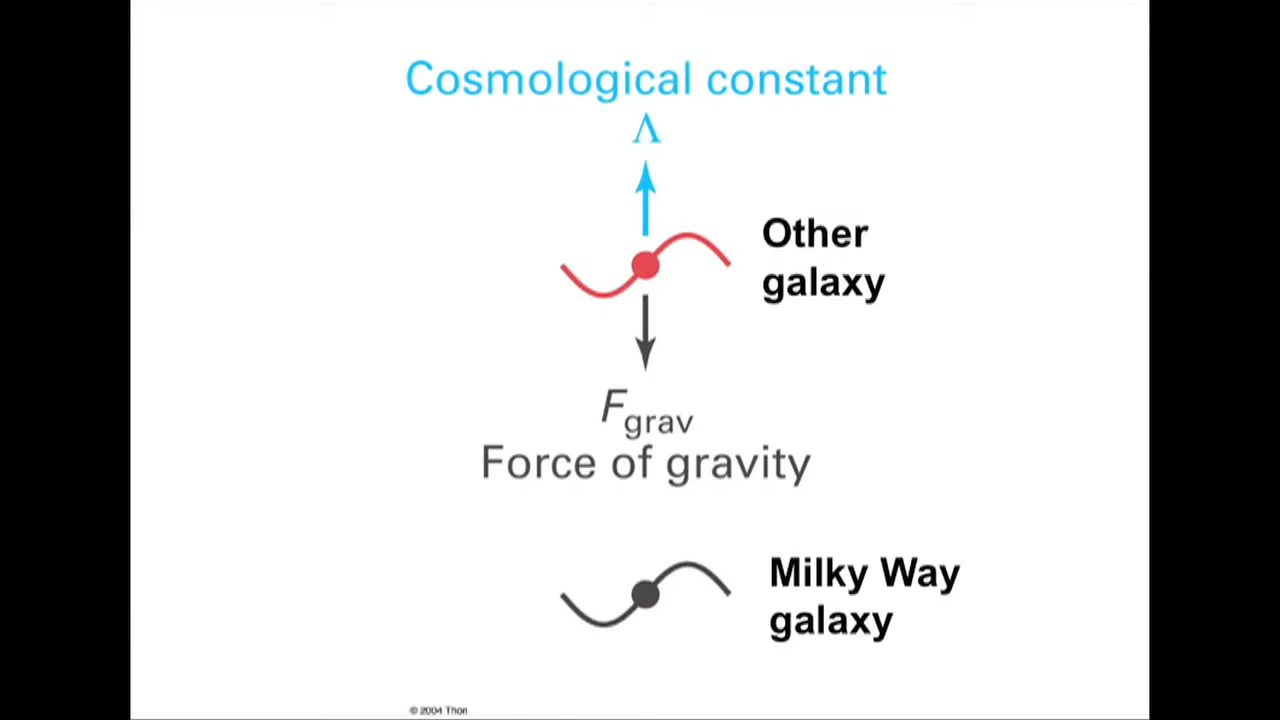 Cosmological constant
Λ
Other
galaxy
Fgrav
Force of gravity
Milky Way
galaxy
© 2004 Thon